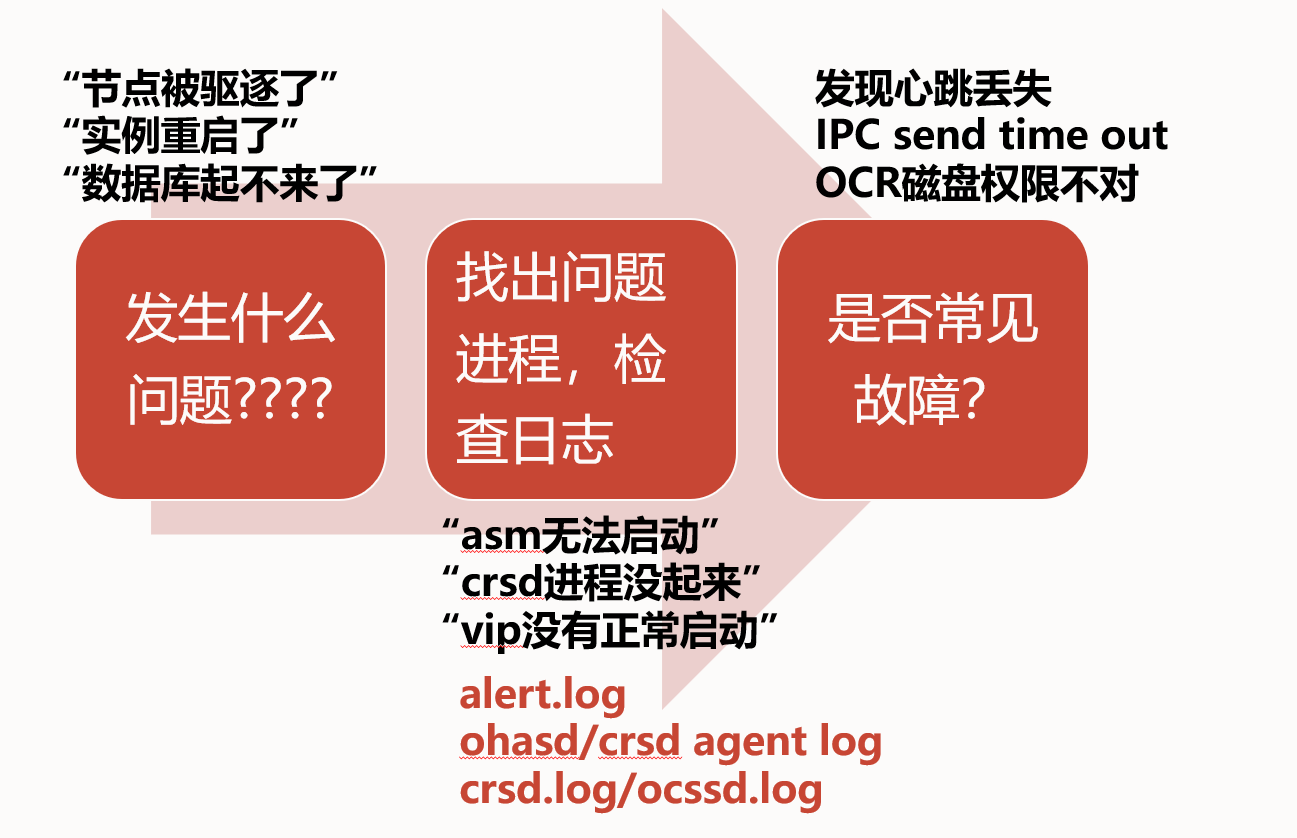 “节点被驱逐了”
“实例重启了”
“数据库起不来了”
发现心跳丢失
IPC send time out
OCR磁盘权限不对
发生什么
问题????
找出问题
进程，检
查日志
是否常见
故障?
“asm无法启动”
“crsd进程没起来”
“vip没有正常启动”
alert.log
ohasd/crsd agent log
crsd.log/ocssd.log